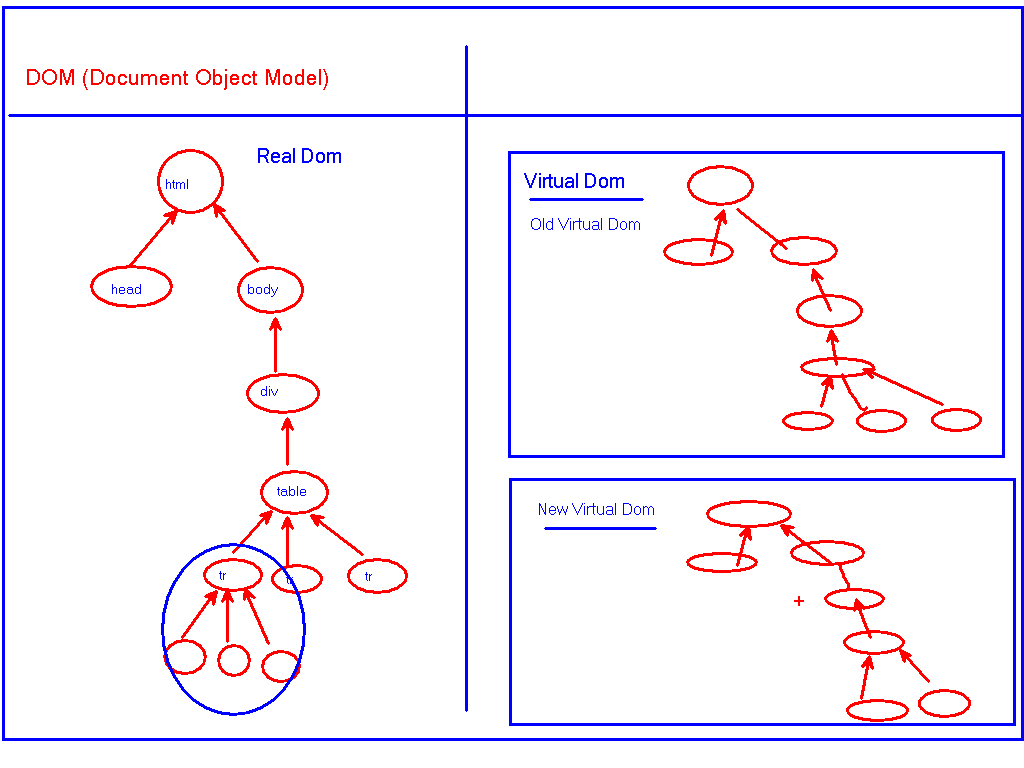 DOM (Document Object Model)
Real Dom
html
head
body
div
table
tr
tr
tr
Virtual Dom
Old Virtual Dom
New Virtual Dom
+